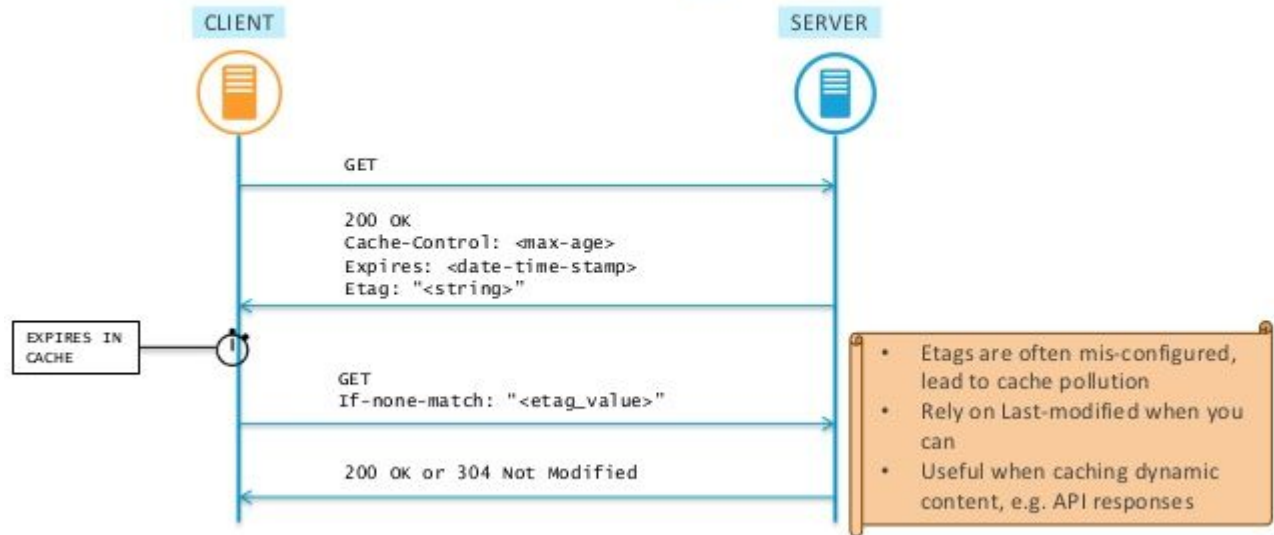 CLIENT
SERVER
GET
200 OK
Cache-Control: <max-age>
Expires: <date-time-stamp>
Etag: "<string>"
EXPIRES IN
CACHE
GET
If-none-match: "<etag_value>"
200 OK or 304 Not Modified
• Etags are often mis-configured,
lead to cache pollution
• Rely on Last-modified when you
can
• Useful when caching dynamic
content, e.g. API responses